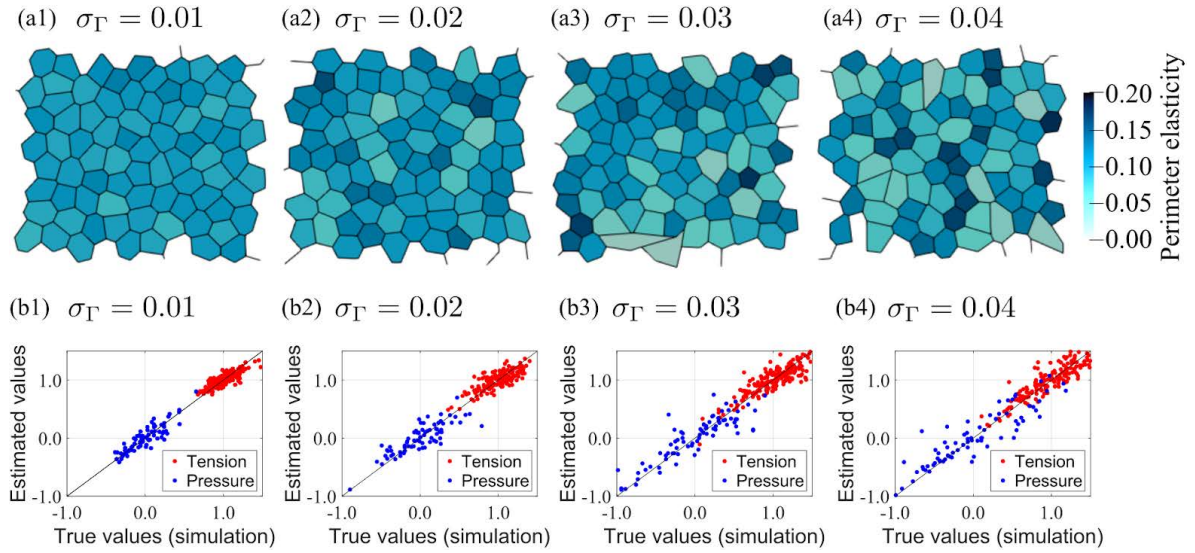 (a1) σ_Γ = 0.01
(a2) σ_Γ = 0.02
(a3) σ_Γ = 0.03
(a4) σ_Γ = 0.04
0.20
0.15
0.10
0.05
0.00
Perimeter elasticity
(b1) σ_Γ = 0.01
(b2) σ_Γ = 0.02
(b3) σ_Γ = 0.03
(b4) σ_Γ = 0.04
Estimated values
1.0
0.0
-1.0
Tension
Pressure
-1.0 0.0 1.0
True values (simulation)
Estimated values
1.0
0.0
-1.0
Tension
Pressure
-1.0 0.0 1.0
True values (simulation)
Estimated values
1.0
0.0
-1.0
Tension
Pressure
-1.0 0.0 1.0
True values (simulation)
Estimated values
1.0
0.0
-1.0
Tension
Pressure
-1.0 0.0 1.0
True values (simulation)